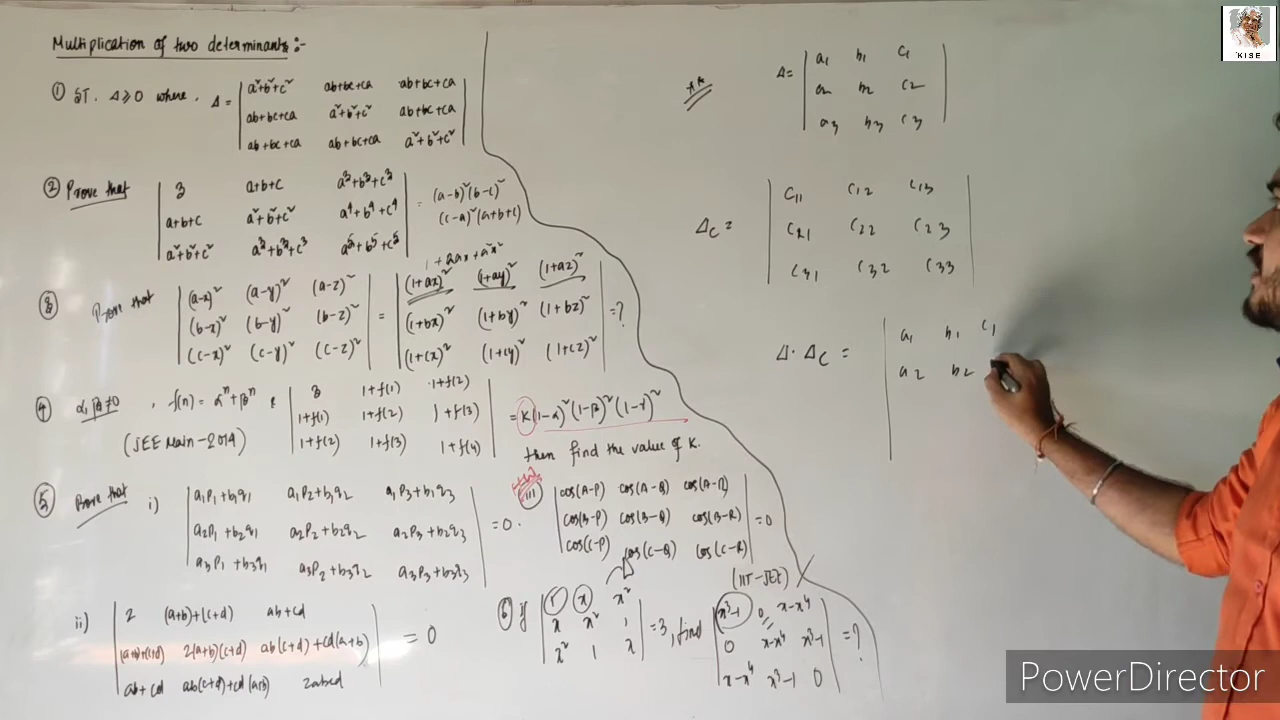 Multiplication of two determinants :-
① S.T. Δ ≥ 0 where, Δ = | a²+b²+c² ab+bc+ca ab+bc+ca |
| ab+bc+ca a²+b²+c² ab+bc+ca |
| ab+bc+ca ab+bc+ca a²+b²+c² |
② Prove that | 3 a+b+c a³+b³+c³ | = (a-b)²(b-c)²
| a+b+c a²+b²+c² a⁴+b⁴+c⁴ | (c-a)²(a+b+c)
| a²+b²+c² a³+b³+c³ a⁵+b⁵+c⁵ |
1+2ax+a²x²
③ Prove that | (a-x)² (a-y)² (a-z)² | = | (1+ax)² (1+ay)² (1+az)² | = ?
| (b-x)² (b-y)² (b-z)² | | (1+bx)² (1+by)² (1+bz)² |
| (c-x)² (c-y)² (c-z)² | | (1+cx)² (1+cy)² (1+cz)² |
④ α, β ≠ 0 , f(n) = αⁿ+βⁿ & | 3 1+f(1) 1+f(2) | = K(1-α)²(1-β)²(1-γ)²
(JEE Main-2014) | 1+f(1) 1+f(2) 1+f(3) |
| 1+f(2) 1+f(3) 1+f(4) | then find the value of K.
⑤ Prove that i) | a₁p₁+b₁q₁ a₁p₂+b₁q₂ a₁p₃+b₁q₃ | = 0.
| a₂p₁+b₂q₁ a₂p₂+b₂q₂ a₂p₃+b₂q₃ |
| a₃p₁+b₃q₁ a₃p₂+b₃q₂ a₃p₃+b₃q₃ |
iii) | cos(A-P) cos(A-Q) cos(A-R) | = 0
| cos(B-P) cos(B-Q) cos(B-R) |
| cos(C-P) cos(C-Q) cos(C-R) |
(IIT-JEE)
ii) | 2 (a+b)+(c+d) ab+cd | = 0
| (a+b)+(c+d) 2(a+b)(c+d) ab(c+d)+cd(a+b) |
| ab+cd ab(c+d)+cd(a+b) 2abcd |
⑥ if | 1 x x² | = 3, find | x³-1 0 x-x⁴ | = ?
| x x² 1 | | 0 x-x⁴ x³-1 |
| x² 1 x | | x-x⁴ x³-1 0 |
Δ = | a₁ b₁ c₁ |
| a₂ b₂ c₂ |
| a₃ b₃ c₃ |
Δc = | C₁₁ C₁₂ C₁₃ |
| C₂₁ C₂₂ C₂₃ |
| C₃₁ C₃₂ C₃₃ |
Δ · Δc = | a₁ b₁ c₁
| a₂ b₂
KISE
PowerDirector